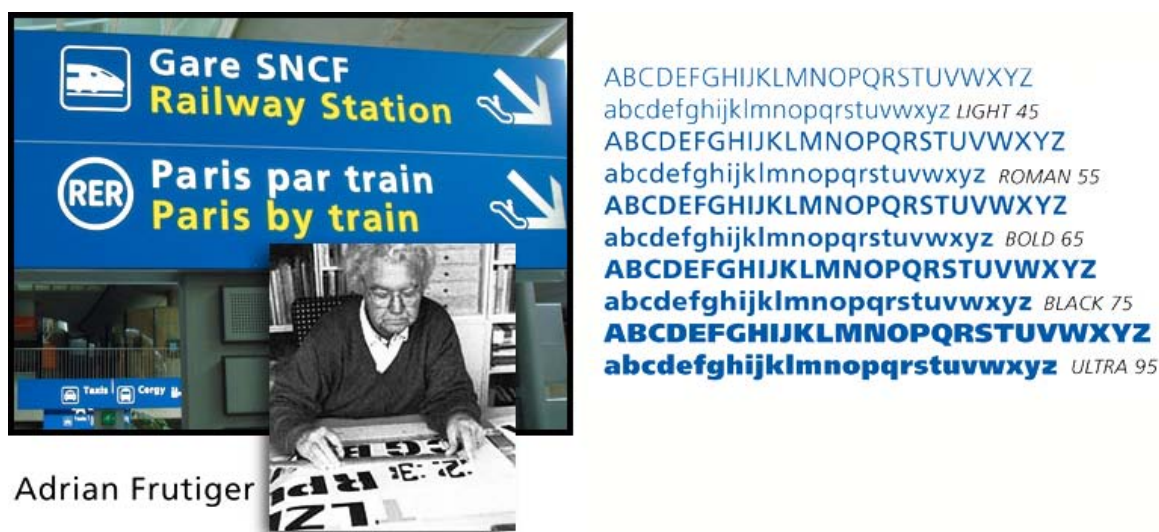 Gare SNCF
Railway Station
RER
Paris par train
Paris by train
Taxis
Cergy
Adrian Frutiger
ABCDEFGHIJKLMNOPQRSTUVWXYZ
abcdefghijklmnopqrstuvwxyz LIGHT 45
ABCDEFGHIJKLMNOPQRSTUVWXYZ
abcdefghijklmnopqrstuvwxyz ROMAN 55
ABCDEFGHIJKLMNOPQRSTUVWXYZ
abcdefghijklmnopqrstuvwxyz BOLD 65
ABCDEFGHIJKLMNOPQRSTUVWXYZ
abcdefghijklmnopqrstuvwxyz BLACK 75
ABCDEFGHIJKLMNOPQRSTUVWXYZ
abcdefghijklmnopqrstuvwxyz ULTRA 95